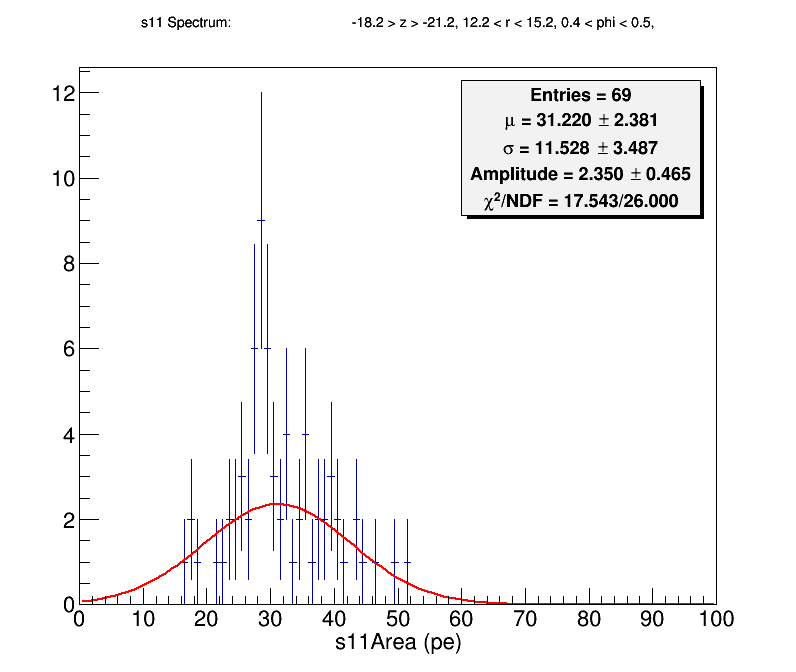 s11 Spectrum: -18.2 > z > -21.2, 12.2 < r < 15.2, 0.4 < phi < 0.5,
Entries = 69
μ = 31.220 ± 2.381
σ = 11.528 ± 3.487
Amplitude = 2.350 ± 0.465
χ²/NDF = 17.543/26.000
12
10
8
6
4
2
0
0 10 20 30 40 50 60 70 80 90 100
s11Area (pe)